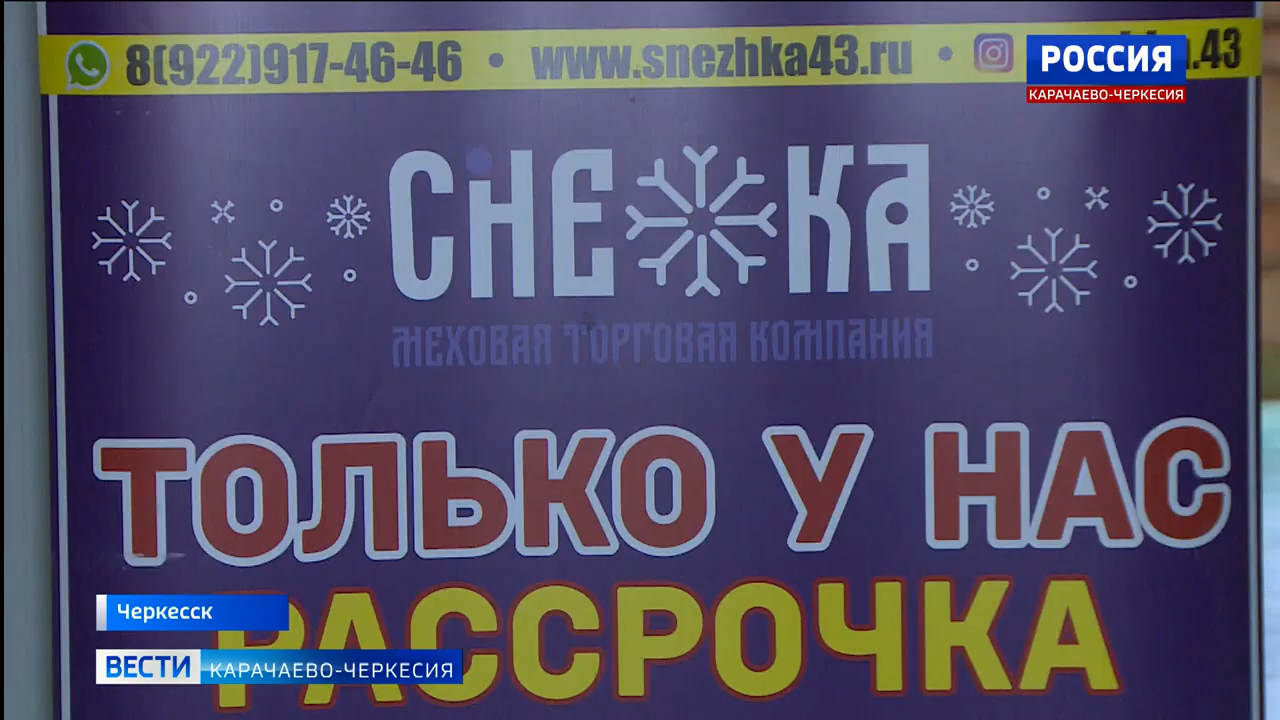 8(922)917-46-46 • www.snezhka43.ru • .43
РОССИЯ
КАРАЧАЕВО-ЧЕРКЕСИЯ
СНЕЖКА
МЕХОВАЯ ТОРГОВАЯ КОМПАНИЯ
ТОЛЬКО У НАС
РАССРОЧКА
Черкесск
ВЕСТИ КАРАЧАЕВО-ЧЕРКЕСИЯ